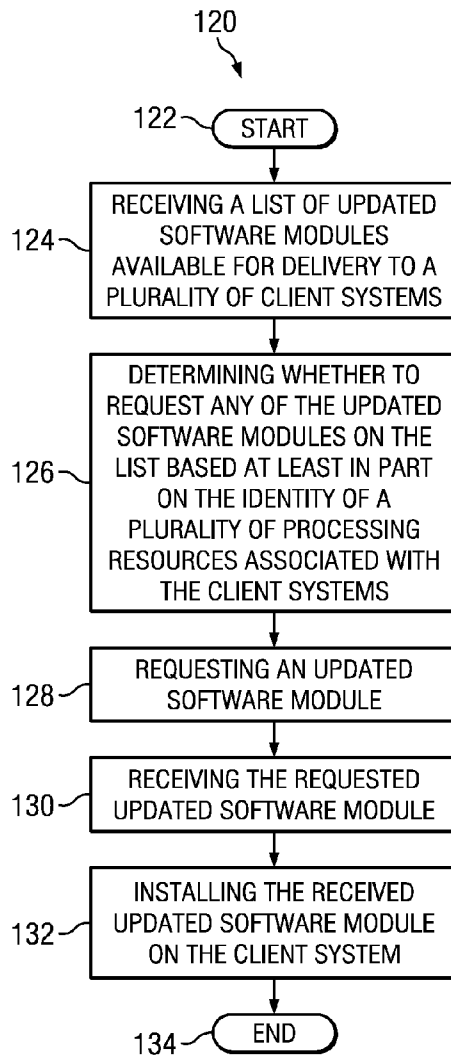 120
122
START
124
RECEIVING A LIST OF UPDATED
SOFTWARE MODULES
AVAILABLE FOR DELIVERY TO A
PLURALITY OF CLIENT SYSTEMS
126
DETERMINING WHETHER TO
REQUEST ANY OF THE UPDATED
SOFTWARE MODULES ON THE
LIST BASED AT LEAST IN PART
ON THE IDENTITY OF A
PLURALITY OF PROCESSING
RESOURCES ASSOCIATED WITH
THE CLIENT SYSTEMS
128
REQUESTING AN UPDATED
SOFTWARE MODULE
130
RECEIVING THE REQUESTED
UPDATED SOFTWARE MODULE
132
INSTALLING THE RECEIVED
UPDATED SOFTWARE MODULE
ON THE CLIENT SYSTEM
134
END